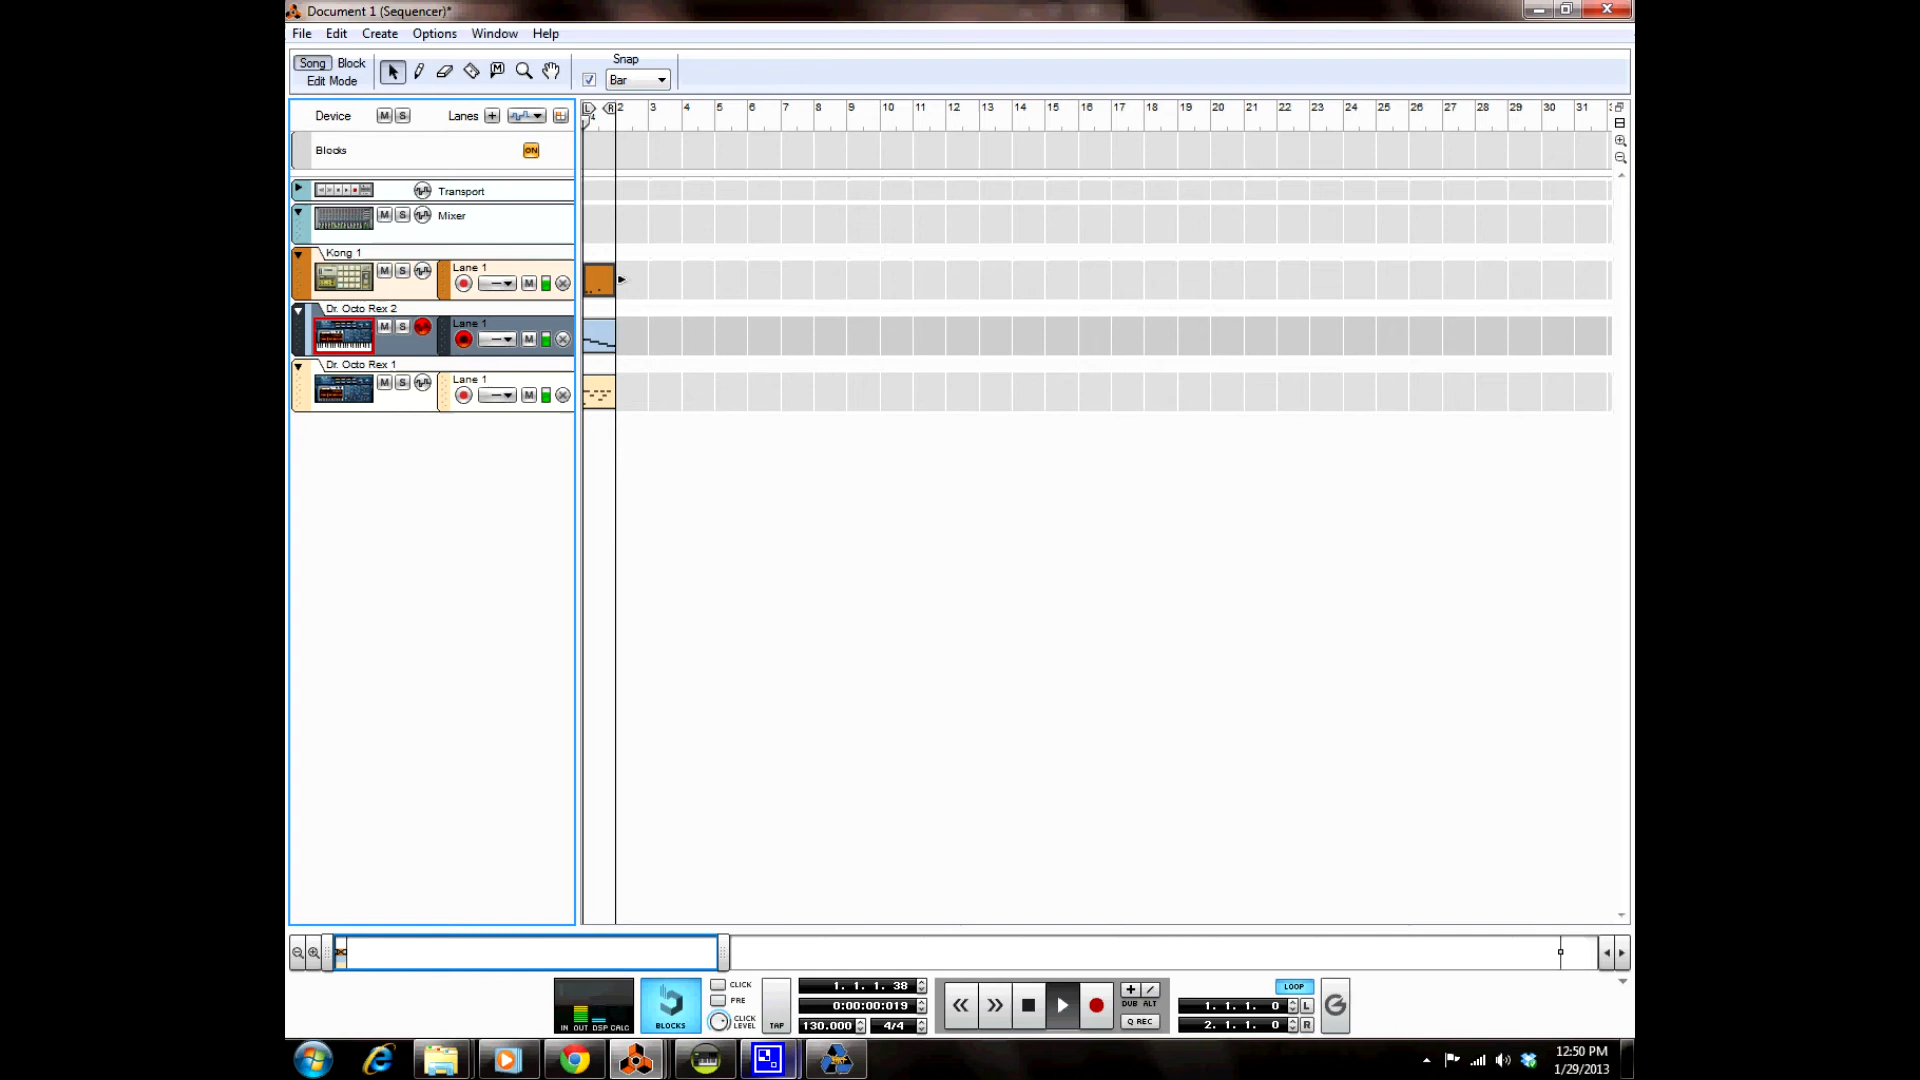 Document 1 (Sequencer)*
File Edit Create Options Window Help
Song Block
Edit Mode
Snap
Bar
Device M S Lanes +
L R 2 3 4 5 6 7 8 9 10 11 12 13 14 15 16 17 18 19 20 21 22 23 24 25 26 27 28 29 30 31
Blocks ON
Transport
M S Mixer
Kong 1
M S Lane 1
M
Dr. Octo Rex 2
M S Lane 1
M
Dr. Octo Rex 1
M S Lane 1
M
IN OUT DSP CALC
BLOCKS
CLICK
PRE
CLICK LEVEL
TAP
1. 1. 1. 38
0:00:00:019
130.000 4/4
DUB ALT
Q REC
LOOP
1. 1. 1. 0 L
2. 1. 1. 0 R
12:50 PM
1/29/2013